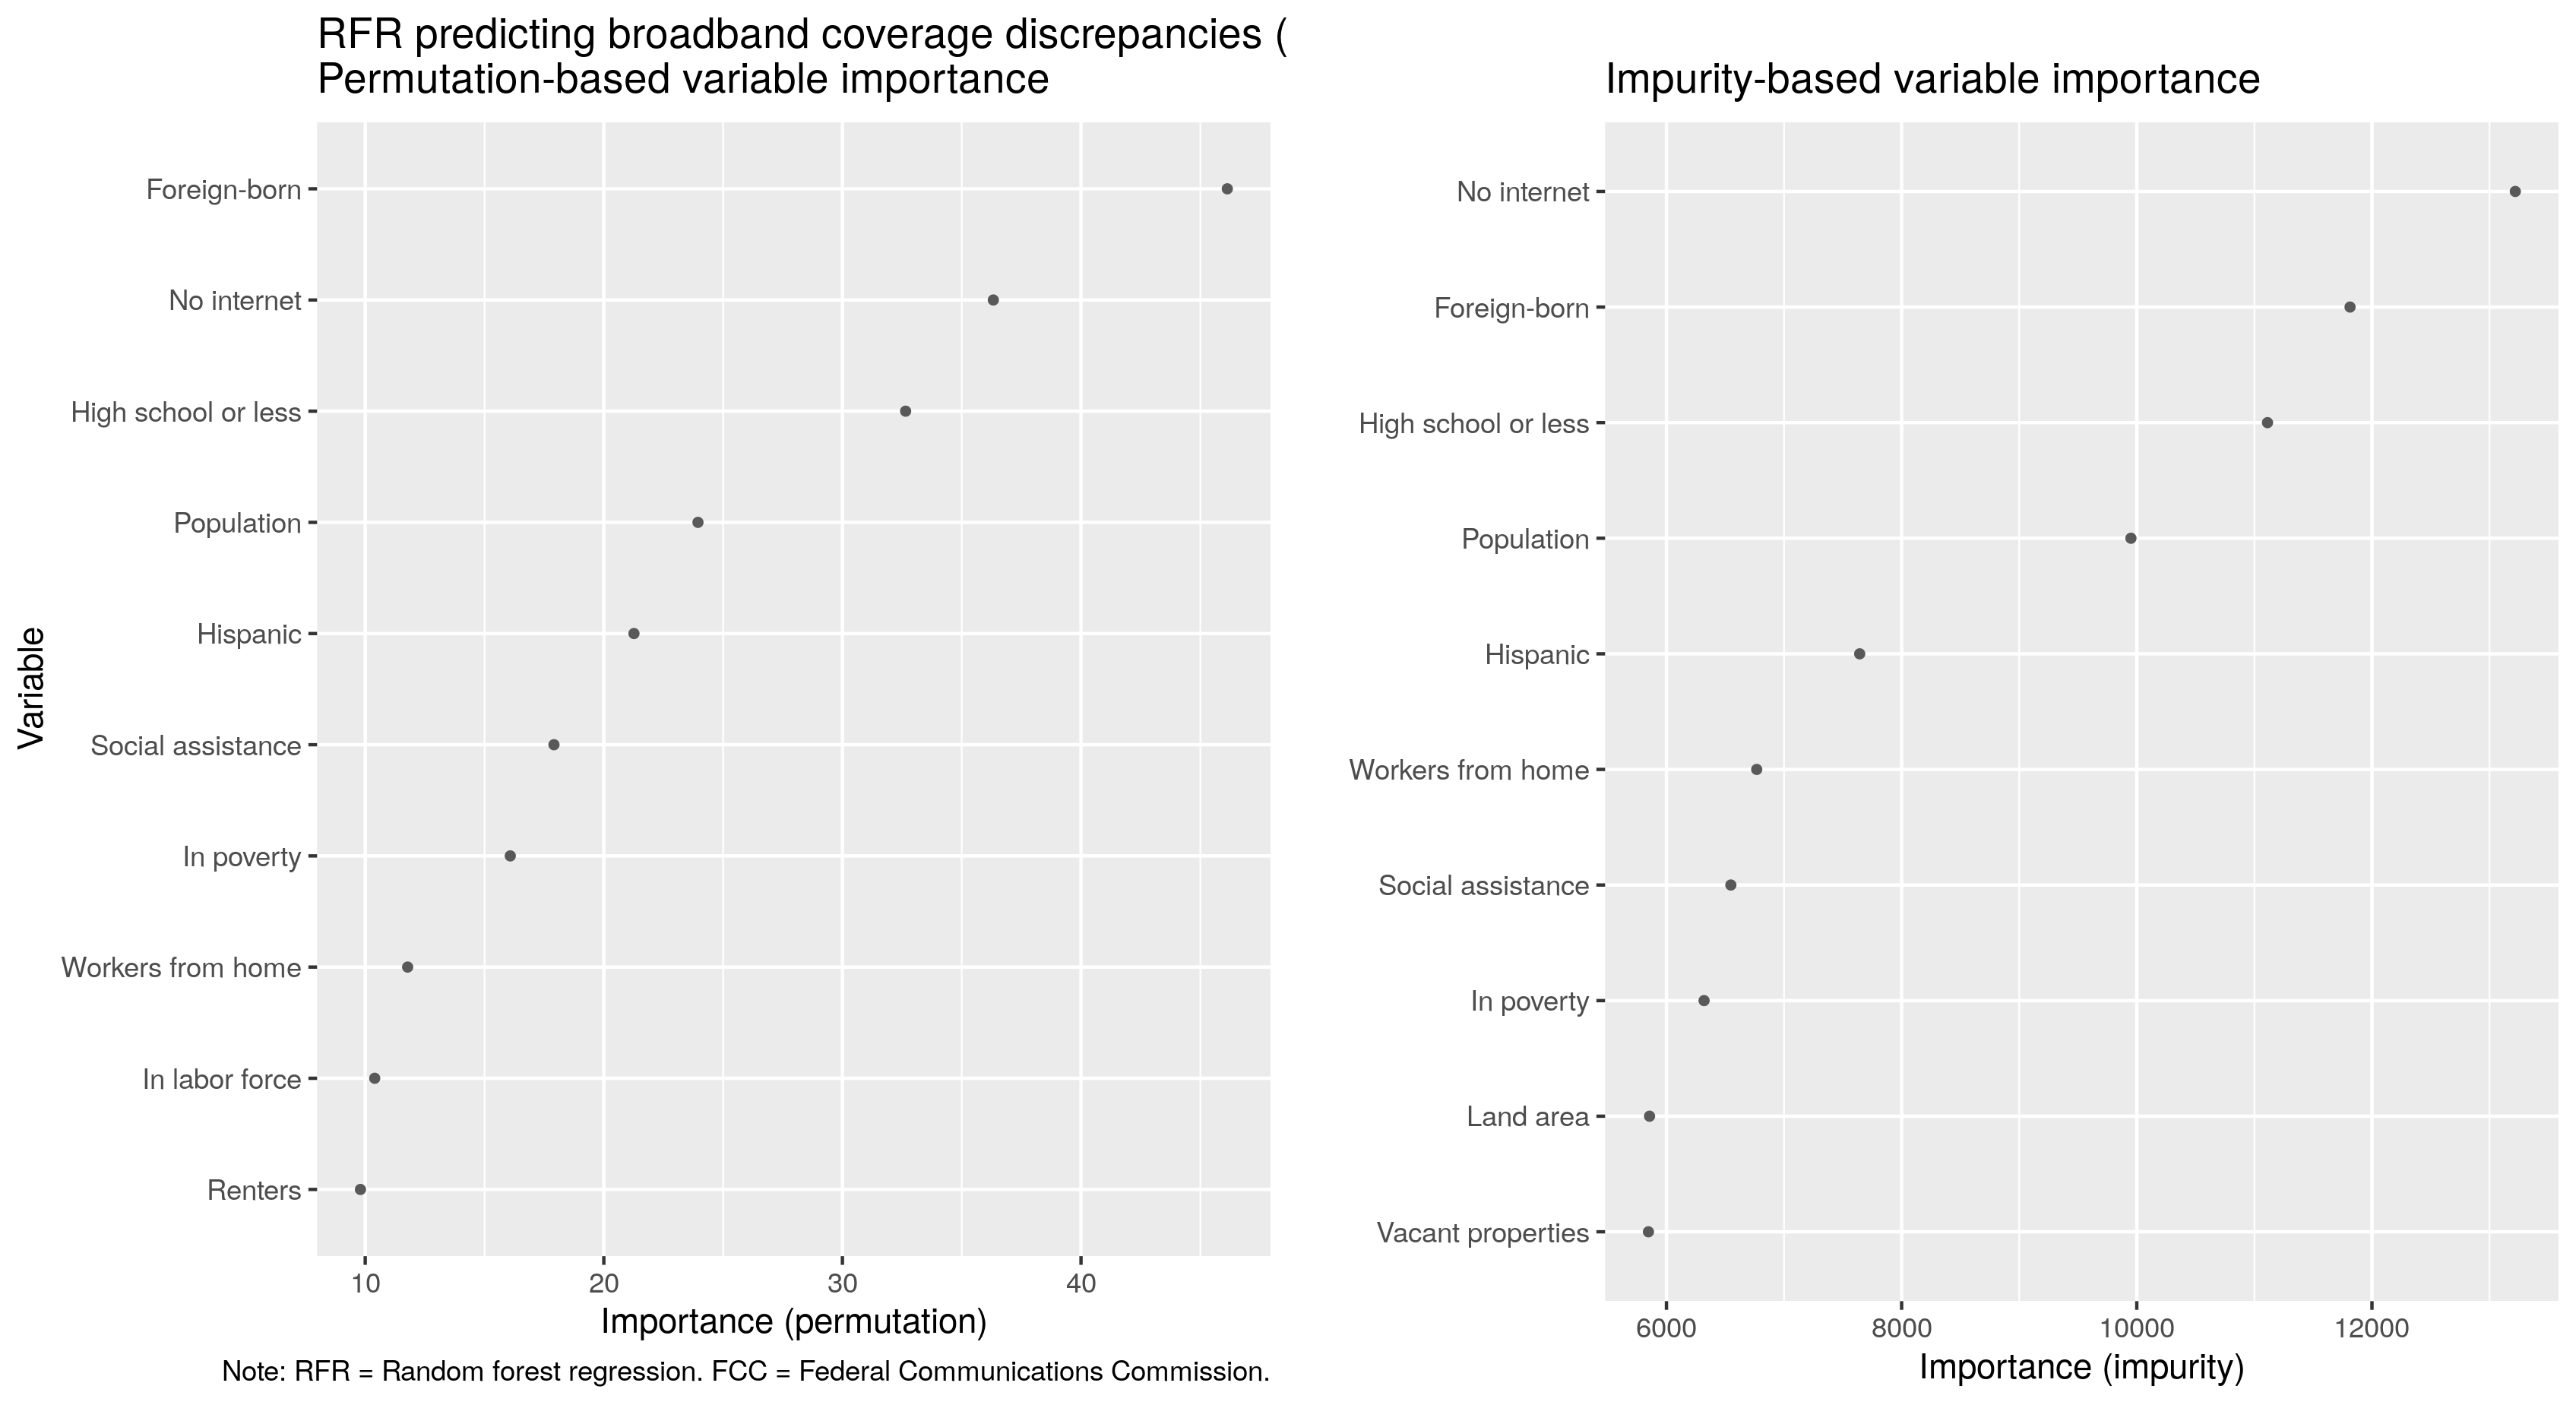 RFR predicting broadband coverage discrepancies (
Permutation-based variable importance
Variable
Foreign-born
No internet
High school or less
Population
Hispanic
Social assistance
In poverty
Workers from home
In labor force
Renters
10 20 30 40
Importance (permutation)
Note: RFR = Random forest regression. FCC = Federal Communications Commission.
Impurity-based variable importance
No internet
Foreign-born
High school or less
Population
Hispanic
Workers from home
Social assistance
In poverty
Land area
Vacant properties
6000 8000 10000 12000
Importance (impurity)